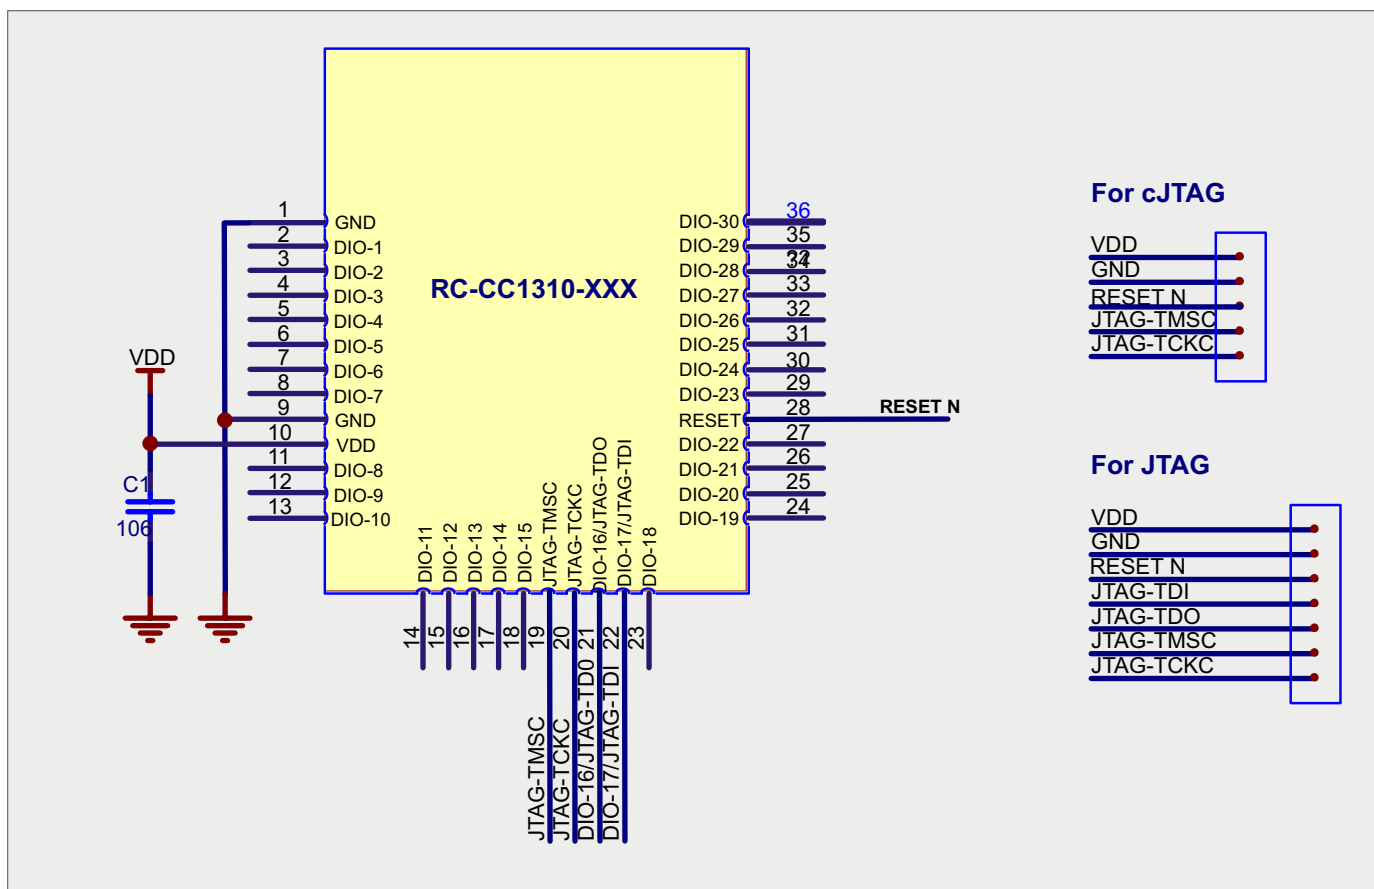 RC-CC1310-XXX
1 GND
2 DIO-1
3 DIO-2
4 DIO-3
5 DIO-4
6 DIO-5
7 DIO-6
8 DIO-7
9 GND
10 VDD
11 DIO-8
12 DIO-9
13 DIO-10
VDD
C1
106
DIO-11 14
DIO-12 15
DIO-13 16
DIO-14 17
DIO-15 18
JTAG-TMSC 19
JTAG-TCKC 20
DIO-16/JTAG-TDO 21
DIO-17/JTAG-TDI 22
DIO-18 23
JTAG-TMSC
JTAG-TCKC
DIO-16/JTAG-TD0
DIO-17/JTAG-TDI
DIO-30 36
DIO-29 35
DIO-28 34
DIO-27 33
DIO-26 32
DIO-25 31
DIO-24 30
DIO-23 29
RESET 28 RESET N
DIO-22 27
DIO-21 26
DIO-20 25
DIO-19 24
For cJTAG
VDD
GND
RESET N
JTAG-TMSC
JTAG-TCKC
For JTAG
VDD
GND
RESET N
JTAG-TDI
JTAG-TDO
JTAG-TMSC
JTAG-TCKC